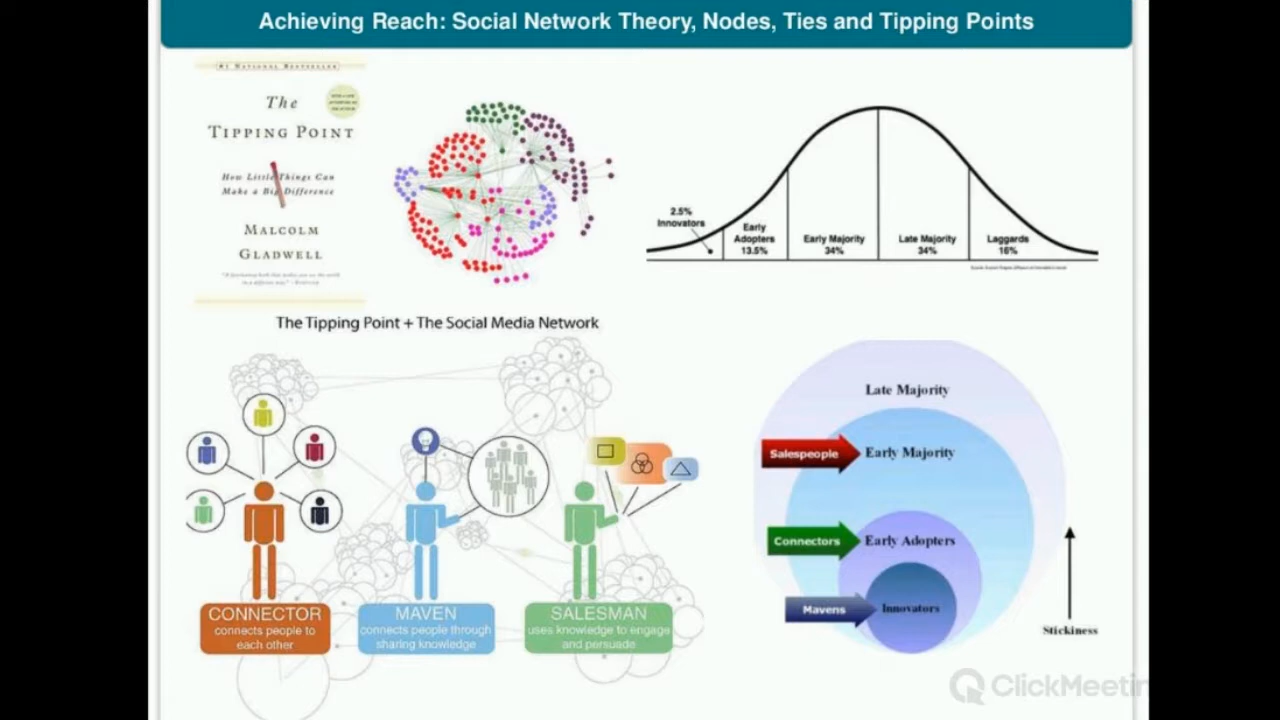 Achieving Reach: Social Network Theory, Nodes, Ties and Tipping Points
#1 NATIONAL BESTSELLER
The
TIPPING POINT
How Little Things Can
Make a Big Difference
MALCOLM
GLADWELL
2.5%
Innovators
Early
Adopters
13.5%
Early Majority
34%
Late Majority
34%
Laggards
16%
The Tipping Point + The Social Media Network
CONNECTOR
connects people to
each other
MAVEN
connects people through
sharing knowledge
SALESMAN
uses knowledge to engage
and persuade
Late Majority
Salespeople
Early Majority
Connectors
Early Adopters
Mavens
Innovators
Stickiness
ClickMeetin